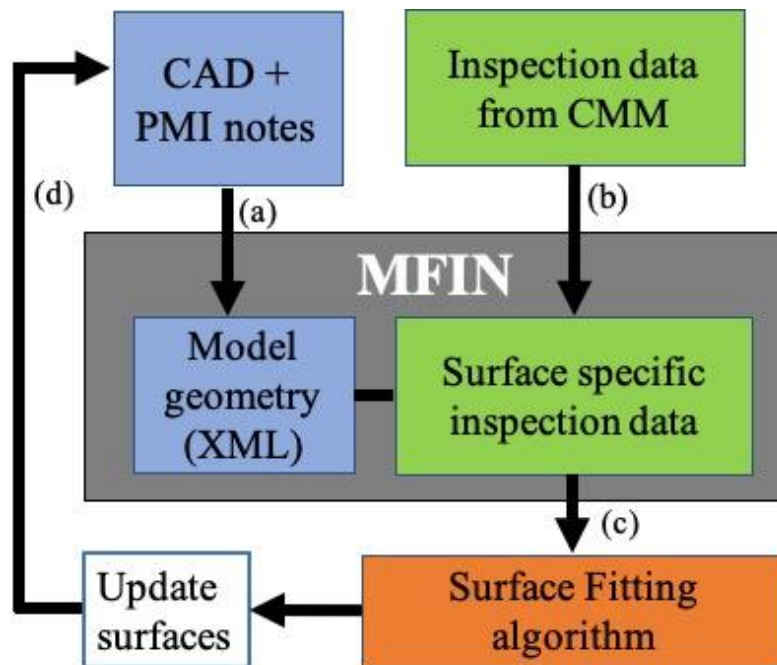 CAD +
PMI notes
Inspection data
from CMM
(d)
(a)
(b)
MFIN
Model
geometry
(XML)
Surface specific
inspection data
(c)
Update
surfaces
Surface Fitting
algorithm